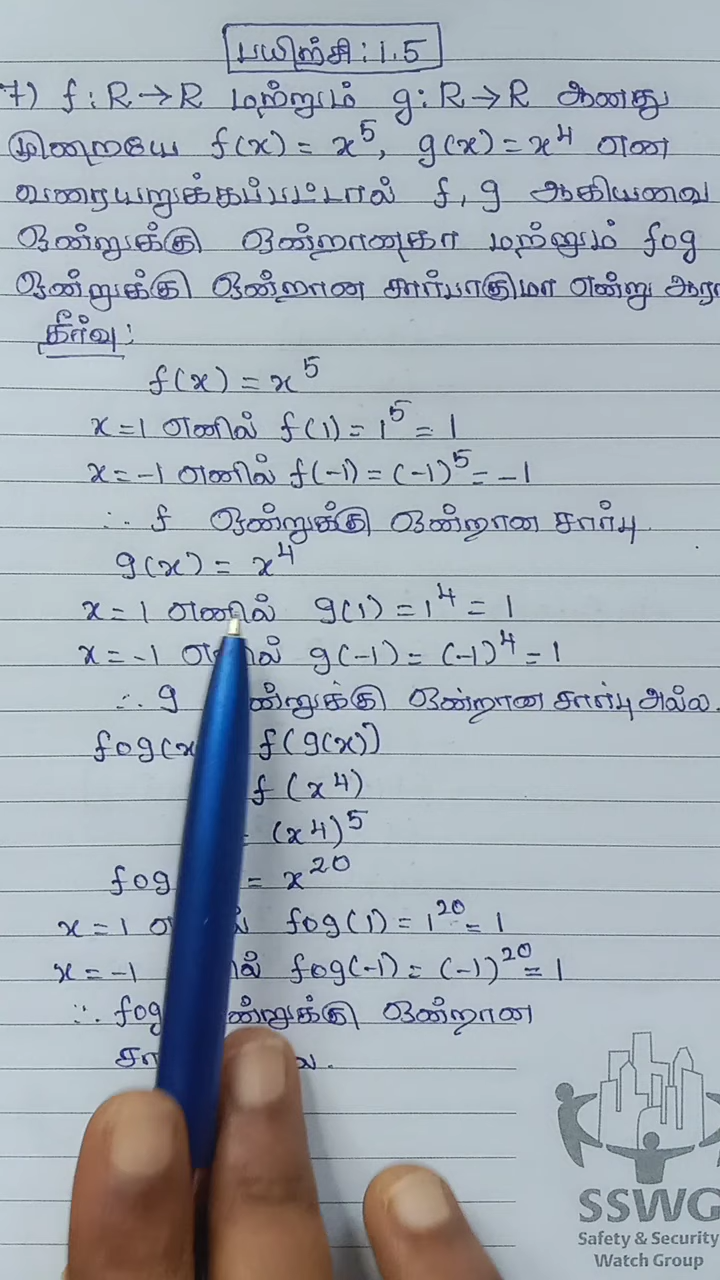 பயிற்சி : 1.5
7) f : R → R மற்றும் g : R → R ஆனது
முறையே f(x) = x⁵, g(x) = x⁴ என
வரையறுக்கப்பட்டால் f, g ஆகியவை
ஒன்றுக்கு ஒன்றானதா மற்றும் fog
ஒன்றுக்கு ஒன்றான சார்பாகுமா என்று
தீர்வு :
f(x) = x⁵
x = 1 எனில் f(1) = 1⁵ = 1
x = -1 எனில் f(-1) = (-1)⁵ = -1
∴ f ஒன்றுக்கு ஒன்றான சார்பு.
g(x) = x⁴
x = 1 எனில் g(1) = 1⁴ = 1
x = -1 g(-1) = (-1)⁴ = 1
∴ g ஒன்றான சார்பு அல்ல.
fog(x f(g(x))
f (x⁴)
= (x4)⁵
fog = x²⁰
x = 1 fog(1) = 1²⁰ = 1
x = -1 fog(-1) = (-1)²⁰ = 1
∴ fog ஒன்றான
SSWG
Safety & Security
Watch Group